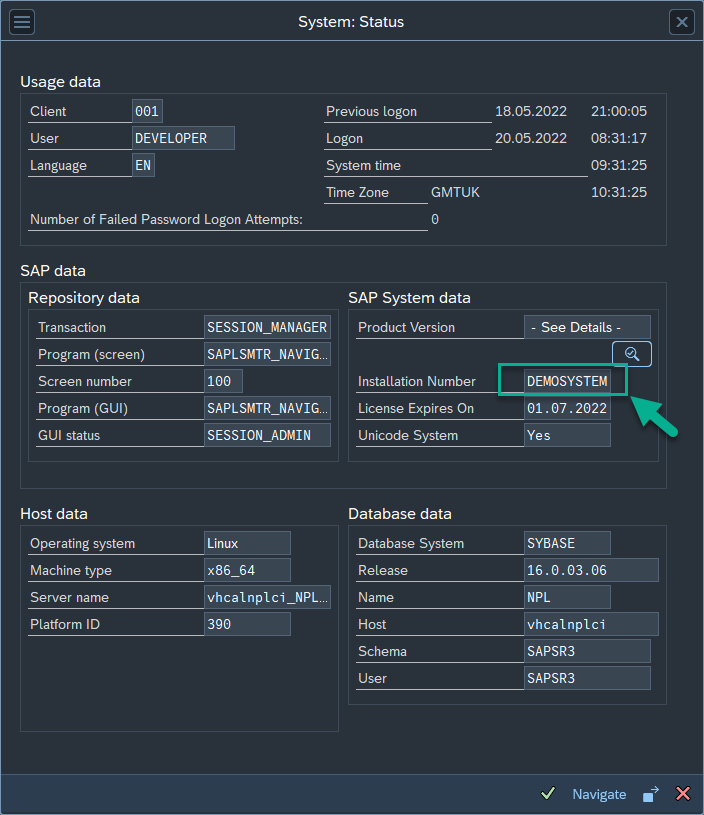 System: Status
Usage data
Client 001 Previous logon 18.05.2022 21:00:05
User DEVELOPER Logon 20.05.2022 08:31:17
Language EN System time 09:31:25
Time Zone GMTUK 10:31:25
Number of Failed Password Logon Attempts: 0
SAP data
Repository data
Transaction SESSION_MANAGER
Program (screen) SAPLSMTR_NAVIG…
Screen number 100
Program (GUI) SAPLSMTR_NAVIG…
GUI status SESSION_ADMIN
SAP System data
Product Version - See Details -
Installation Number DEMOSYSTEM
License Expires On 01.07.2022
Unicode System Yes
Host data
Operating system Linux
Machine type x86_64
Server name vhcalnplci_NPL…
Platform ID 390
Database data
Database System SYBASE
Release 16.0.03.06
Name NPL
Host vhcalnplci
Schema SAPSR3
User SAPSR3
Navigate